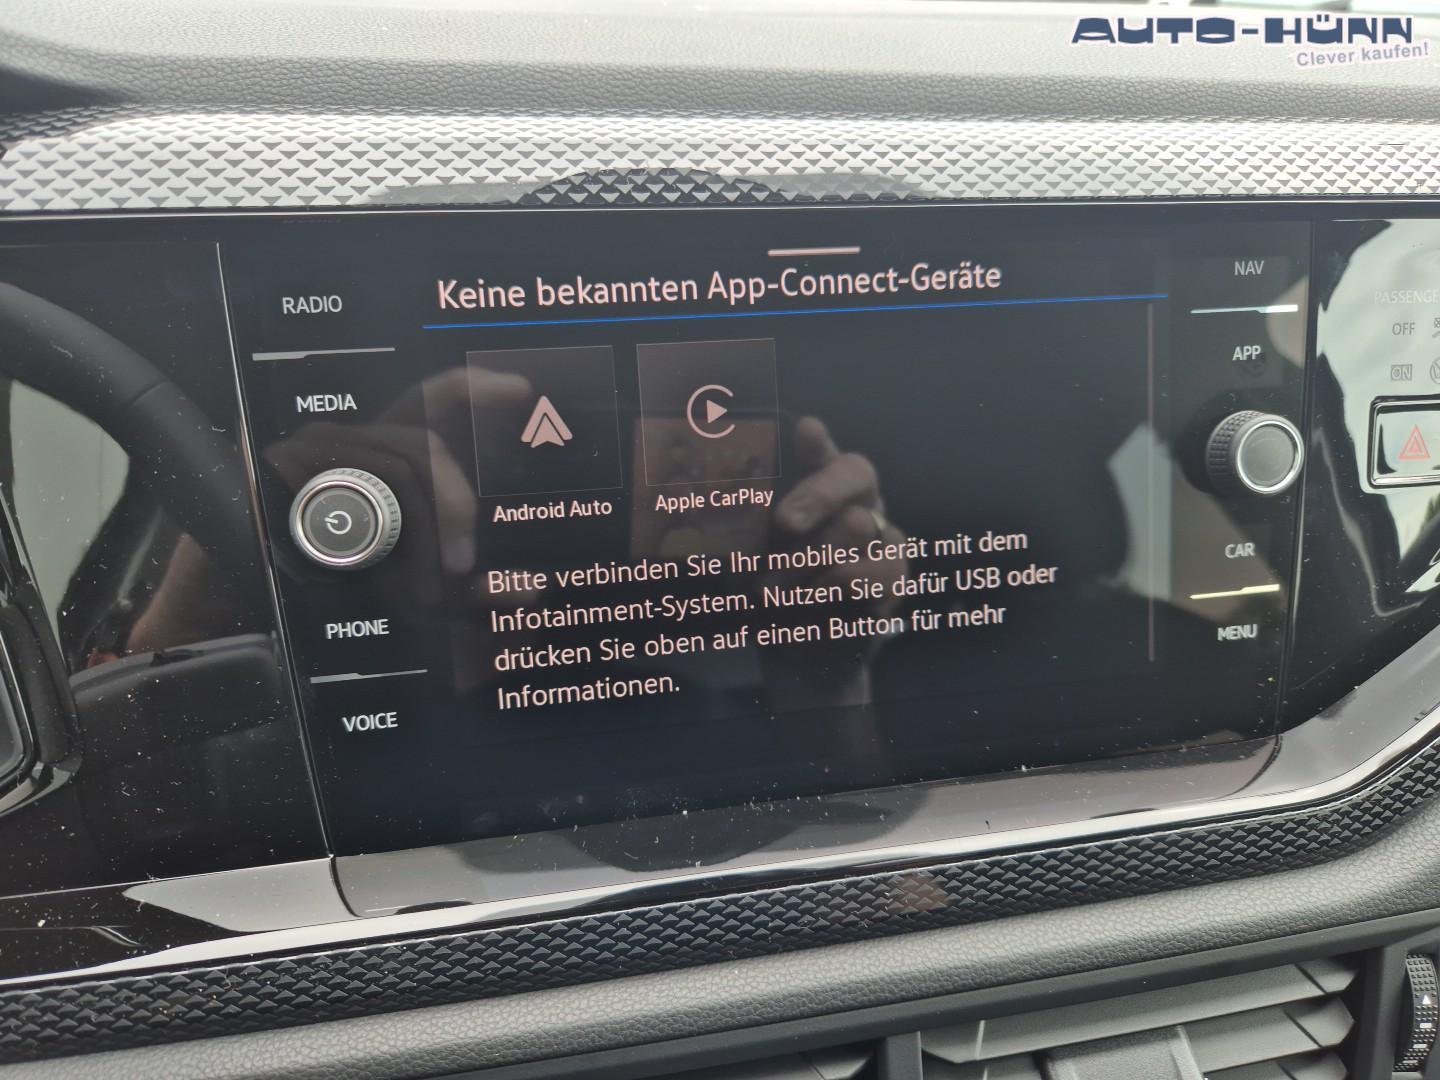 AUTO-HÜNN
Clever kaufen!
Keine bekannten App-Connect-Geräte
RADIO
MEDIA
PHONE
VOICE
Android Auto
Apple CarPlay
Bitte verbinden Sie Ihr mobiles Gerät mit dem
Infotainment-System. Nutzen Sie dafür USB oder
drücken Sie oben auf einen Button für mehr
Informationen.
NAV
APP
CAR
MENU
OFF
ON